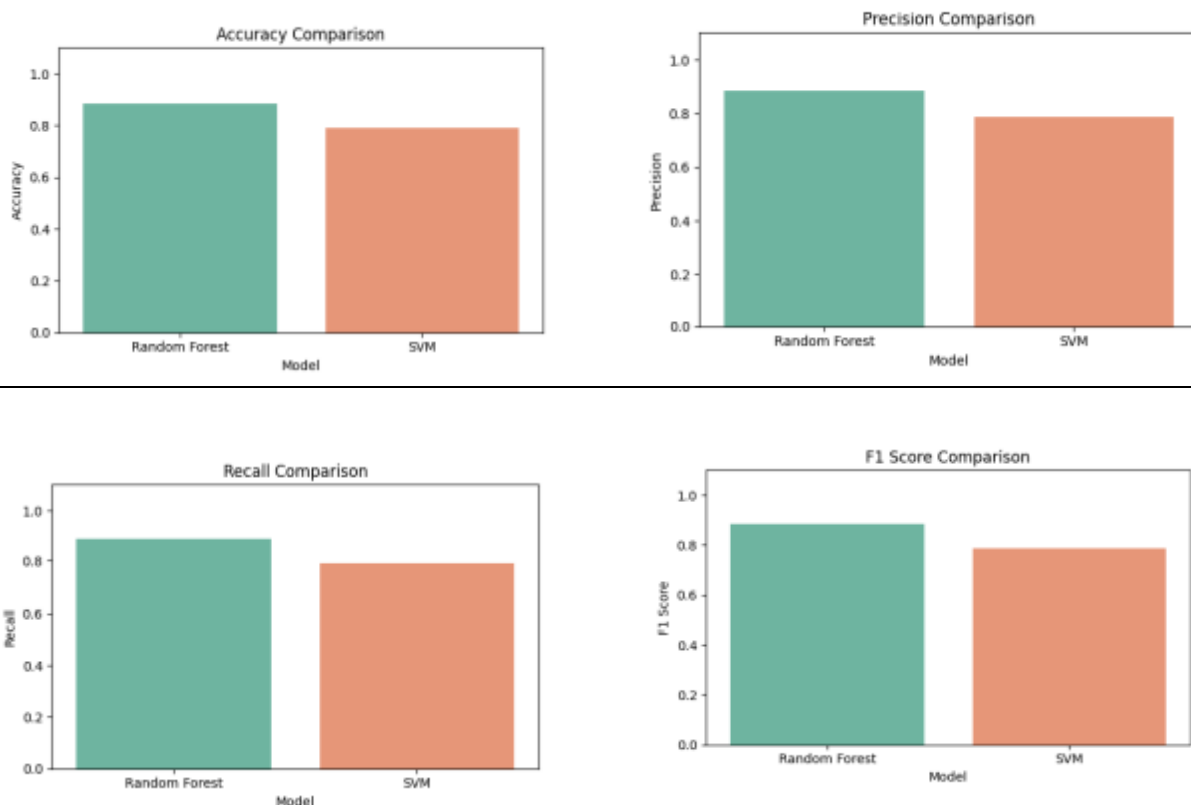 Accuracy Comparison
1.0
0.8
0.6
0.4
0.2
0.0
Accuracy
Random Forest SVM
Model
Precision Comparison
1.0
0.8
0.6
0.4
0.2
0.0
Precision
Random Forest SVM
Model
Recall Comparison
1.0
0.8
0.6
0.4
0.2
0.0
Recall
Random Forest SVM
Model
F1 Score Comparison
1.0
0.8
0.6
0.4
0.2
0.0
F1 Score
Random Forest SVM
Model